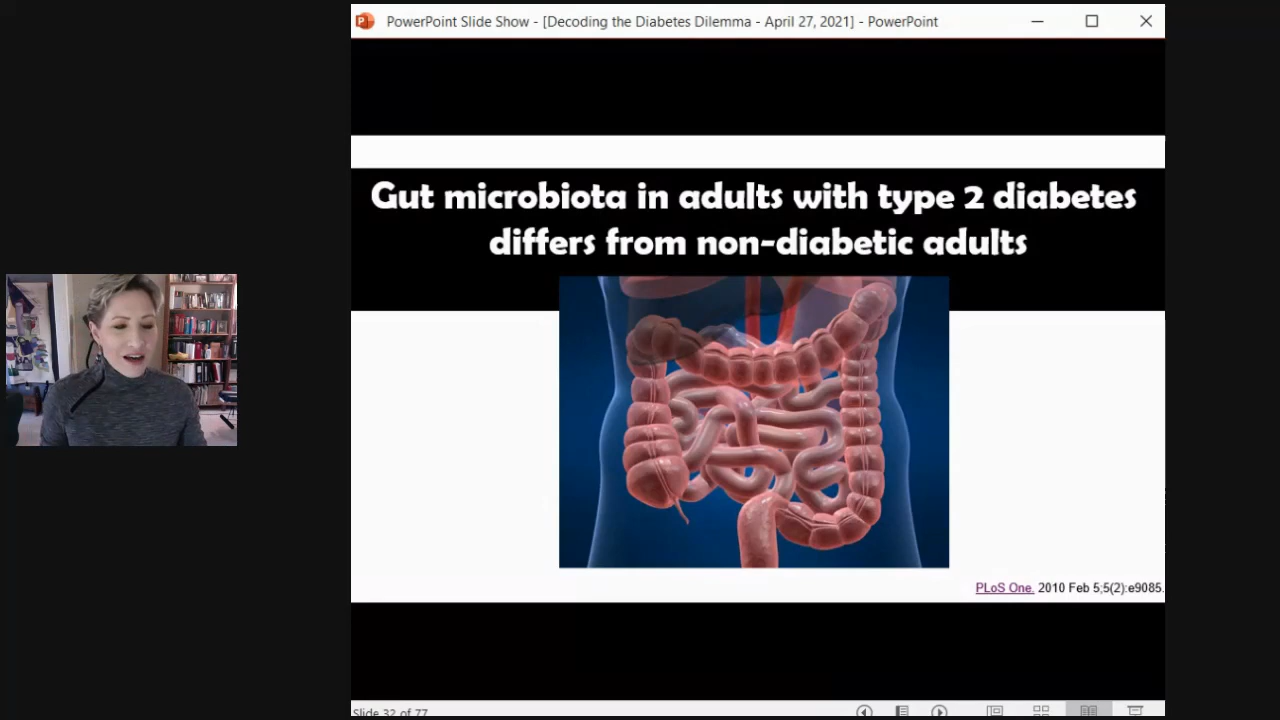 PowerPoint Slide Show - [Decoding the Diabetes Dilemma - April 27, 2021] - PowerPoint
Gut microbiota in adults with type 2 diabetes
differs from non-diabetic adults
PLoS One. 2010 Feb 5;5(2):e9085.
Slide 32 of 77